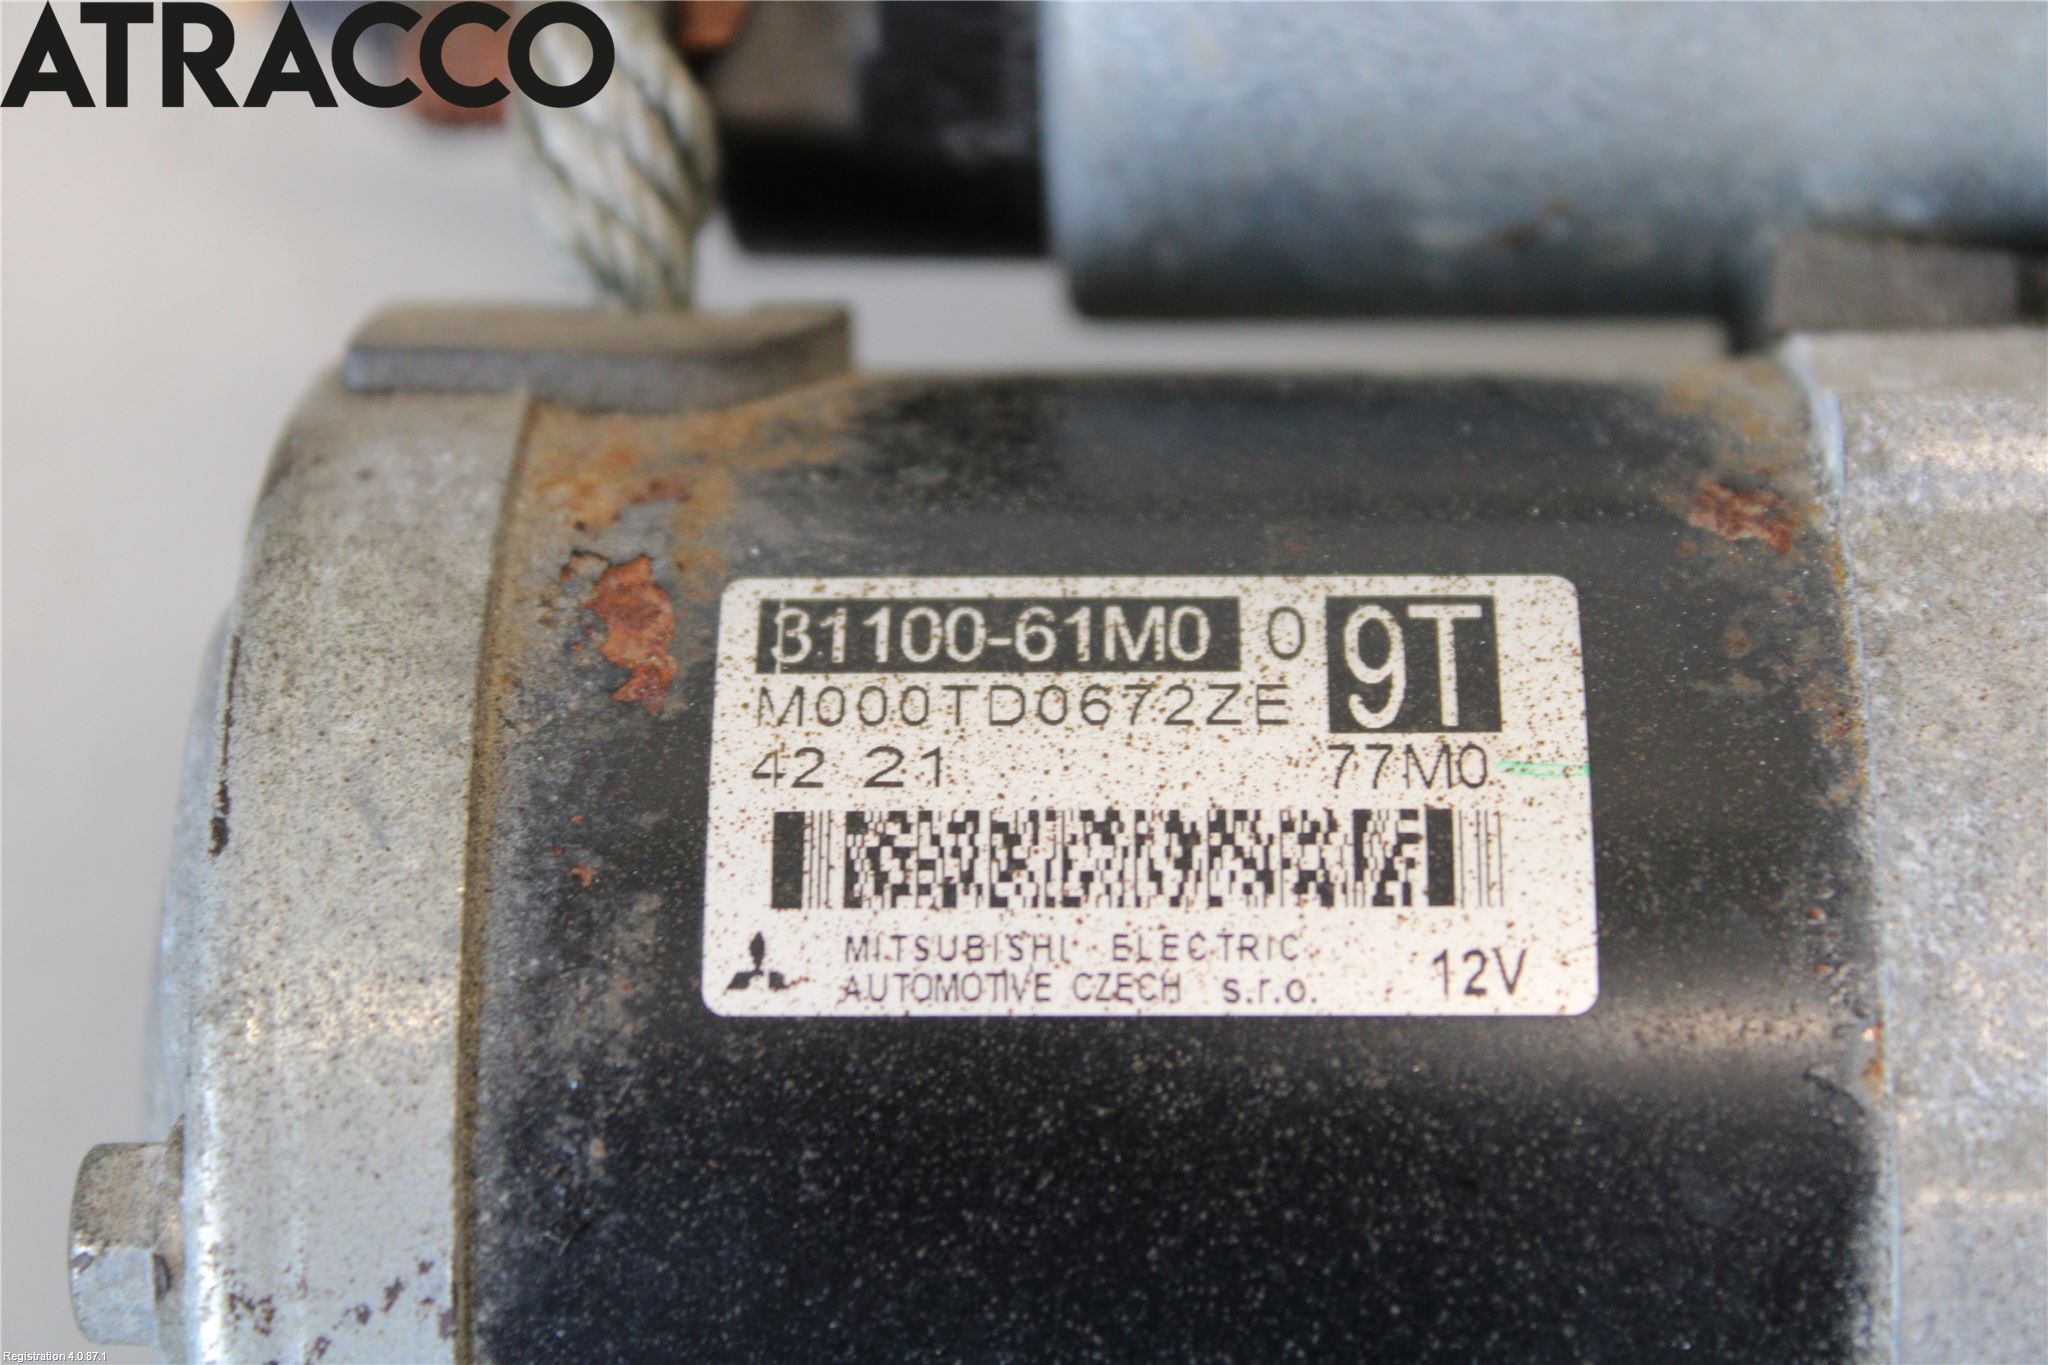 ATRACCO
31100-61M0 0 9T
M000TD0672ZE
42 21 77M0
MITSUBISHI ELECTRIC
AUTOMOTIVE CZECH s.r.o. 12V
Registration 4.0.87.1